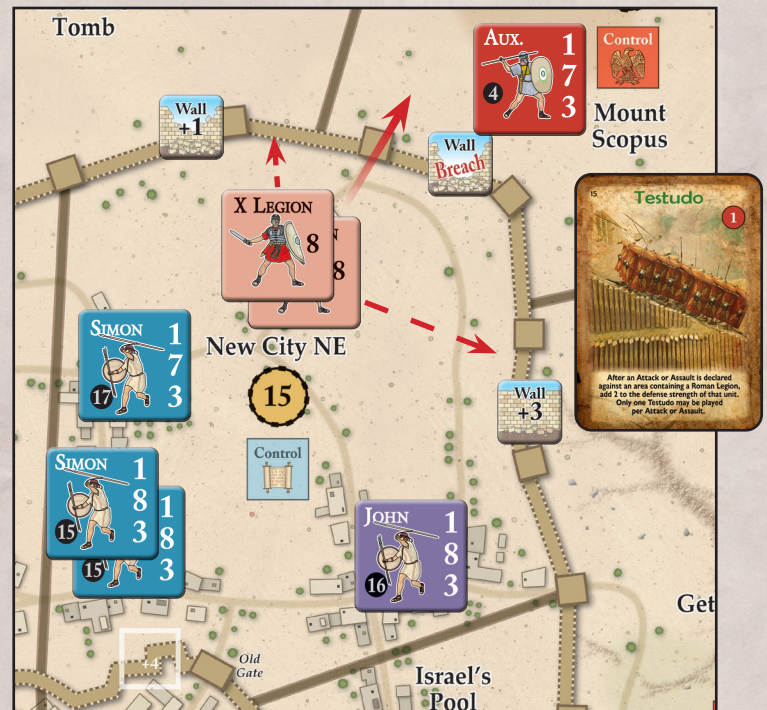 Tomb
AUX.
1
7
3
4
Control
Mount
Scopus
Wall
+1
Wall
Breach
15
Testudo
1
After an Attack or Assault is declared
against an area containing a Roman Legion,
add 2 to the defense strength of that unit.
Only one Testudo may be played
per Attack or Assault.
X LEGION
8
N
8
SIMON
1
7
3
17
New City NE
15
Wall
+3
Control
SIMON
1
8
3
15
1
8
3
15
JOHN
1
8
3
16
Get
+4
Old
Gate
Israel's
Pool